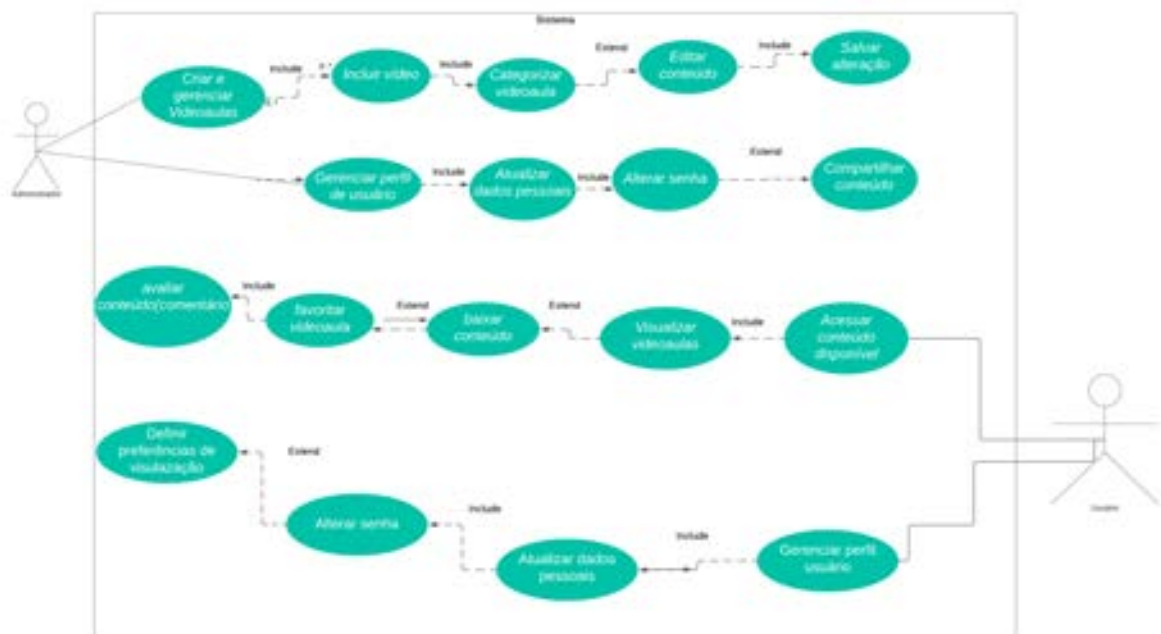 Sistema
Criar e
gerenciar
Videoaulas
Include
Incluir vídeo
Include
Categorizar
videoaula
Extend
Editar
conteúdo
Include
Salvar
alteração
Administrador
Gerenciar perfil
de usuário
Include
Atualizar
dados pessoais
Include
Alterar senha
Extend
Compartilhar
conteúdo
avaliar
conteúdo(comentário
Include
favoritar
videoaula
Extend
baixar
conteúdo
Extend
Visualizar
videoaulas
Include
Acessar
conteúdo
disponível
Definir
preferências de
visulazação
Extend
Alterar senha
Include
Atualizar dados
pessoais
Include
Gerenciar perfil
usuário
Usuário